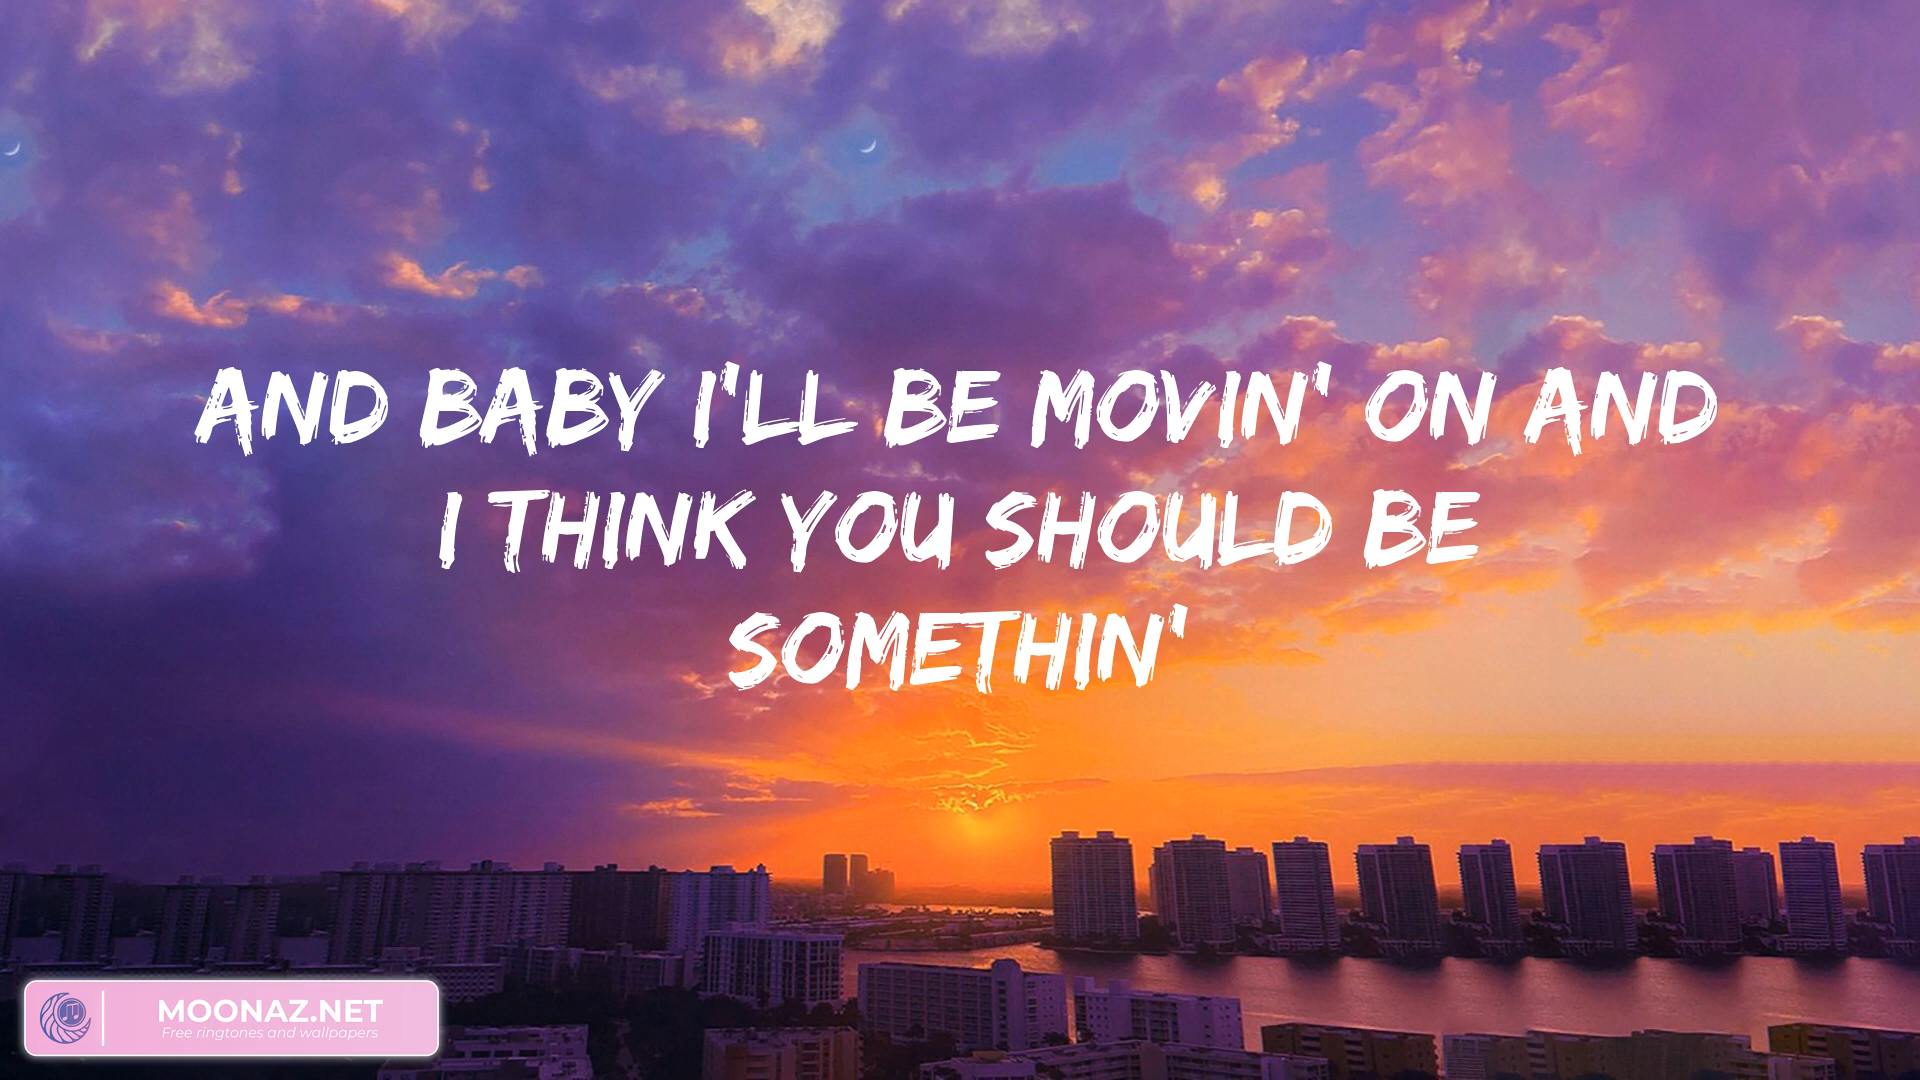 AND BABY I'LL BE MOVIN' ON AND
I THINK YOU SHOULD BE
SOMETHIN'
MOONAZ.NET
Free ringtones and wallpapers